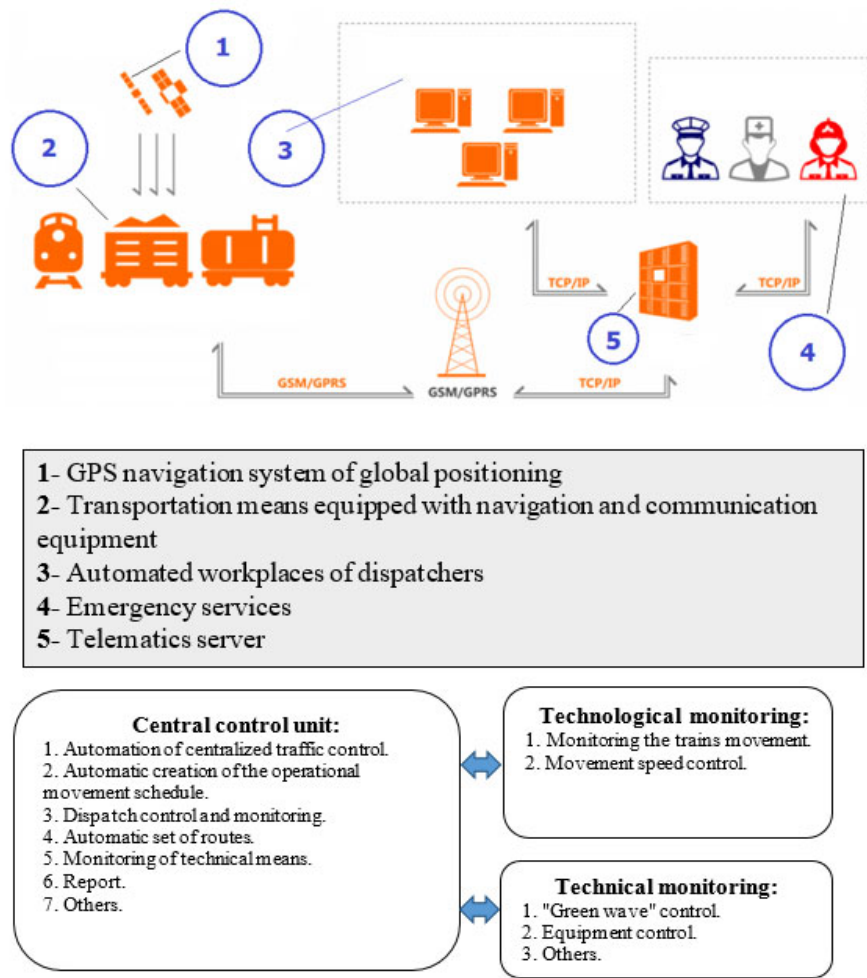 1
2
3
TCP/IP
TCP/IP
5
4
GSM/GPRS
GSM/GPRS
TCP/IP
1- GPS navigation system of global positioning
2- Transportation means equipped with navigation and communication
equipment
3- Automated workplaces of dispatchers
4- Emergency services
5- Telematics server
Central control unit:
1. Automation of centralized traffic control.
2. Automatic creation of the operational
movement schedule.
3. Dispatch control and monitoring.
4. Automatic set of routes.
5. Monitoring of technical means.
6. Report.
7. Others.
Technological monitoring:
1. Monitoring the trains movement.
2. Movement speed control.
Technical monitoring:
1. "Green wave" control.
2. Equipment control.
3. Others.